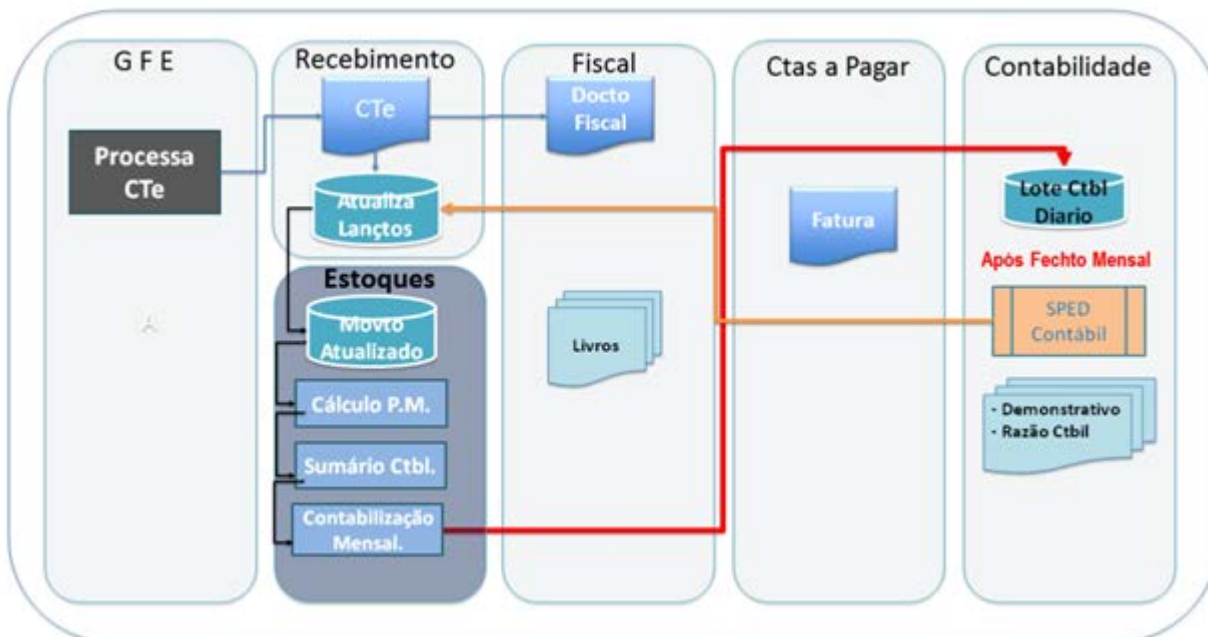 G F E
Processa
CTe
Recebimento
CTe
Atualiza
Lançtos
Estoques
Movto
Atualizado
Cálculo P.M.
Sumário Ctbl.
Contabilização
Mensal.
Fiscal
Docto
Fiscal
Livros
Ctas a Pagar
Fatura
Contabilidade
Lote Ctbl
Diario
Após Fechto Mensal
SPED
Contábil
- Demonstrativo
- Razão Ctbil